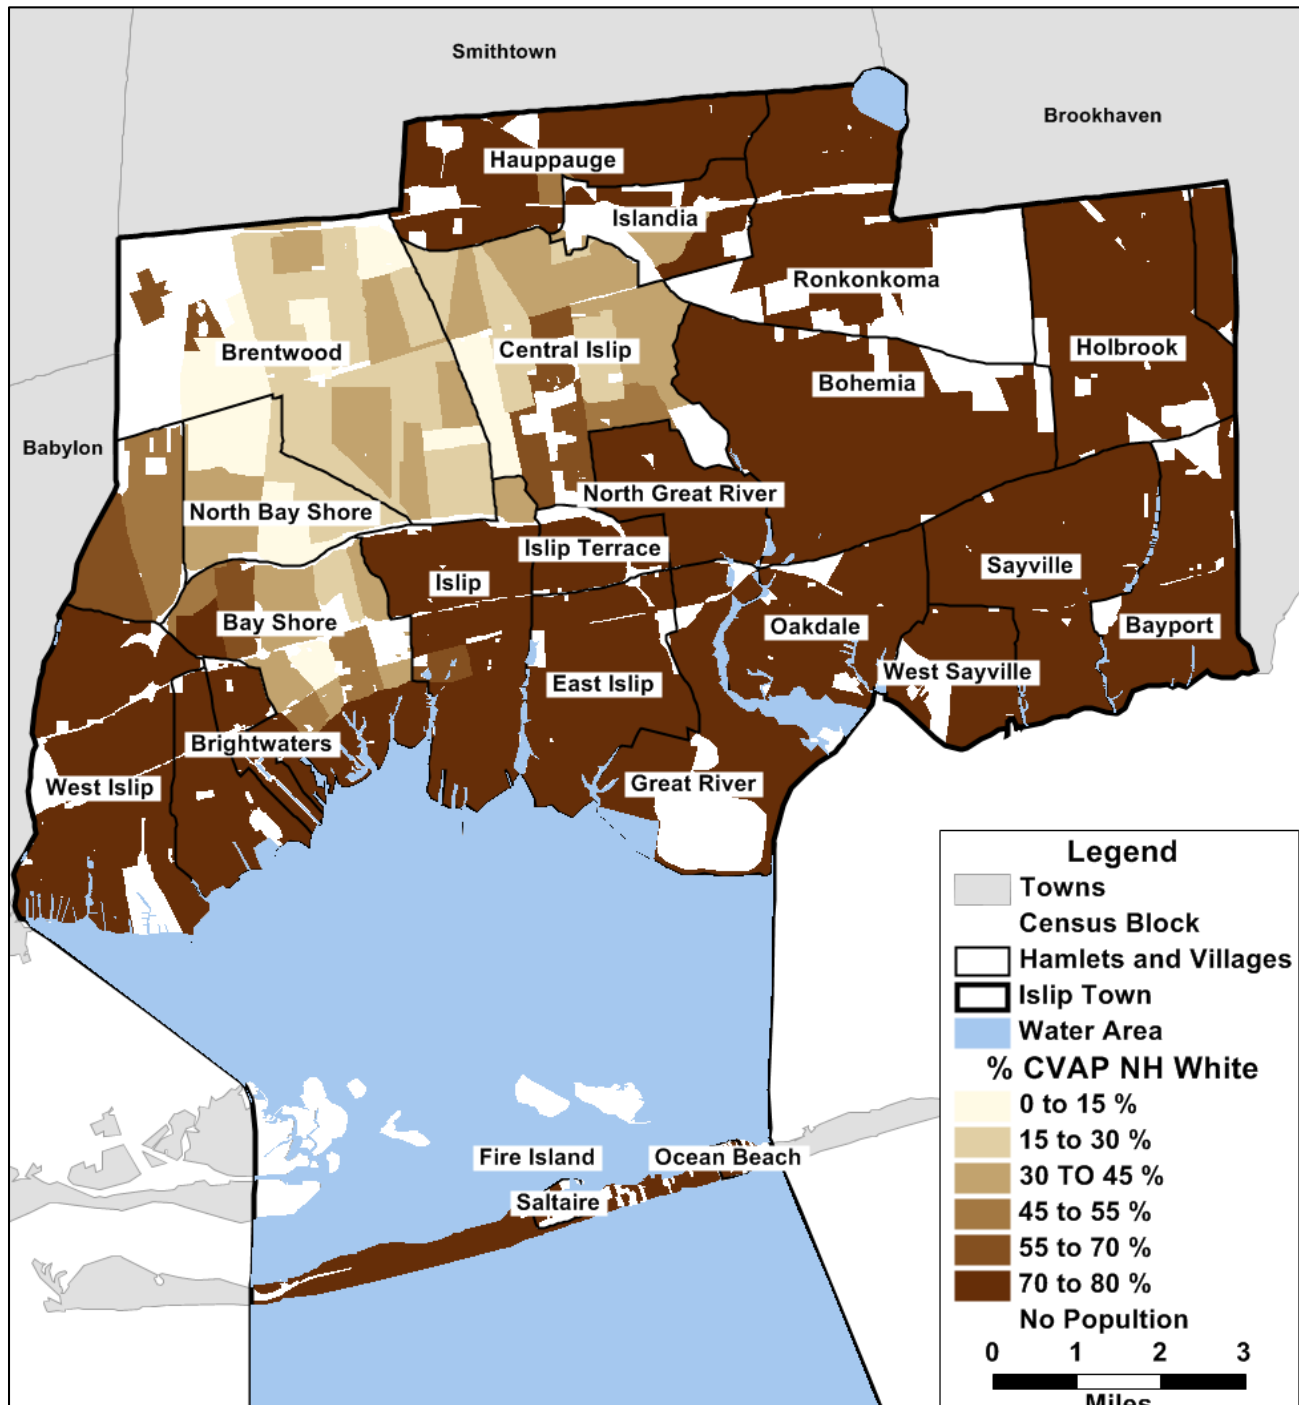 Smithtown
Brookhaven
Hauppauge
Islandia
Ronkonkoma
Brentwood
Central Islip
Holbrook
Bohemia
Babylon
North Great River
North Bay Shore
Islip Terrace
Sayville
Islip
Bay Shore
Oakdale
Bayport
West Sayville
East Islip
Brightwaters
West Islip
Great River
Fire Island
Ocean Beach
Saltaire
Legend
Towns
Census Block
Hamlets and Villages
Islip Town
Water Area
% CVAP NH White
0 to 15 %
15 to 30 %
30 TO 45 %
45 to 55 %
55 to 70 %
70 to 80 %
No Popultion
0 1 2 3
Miles